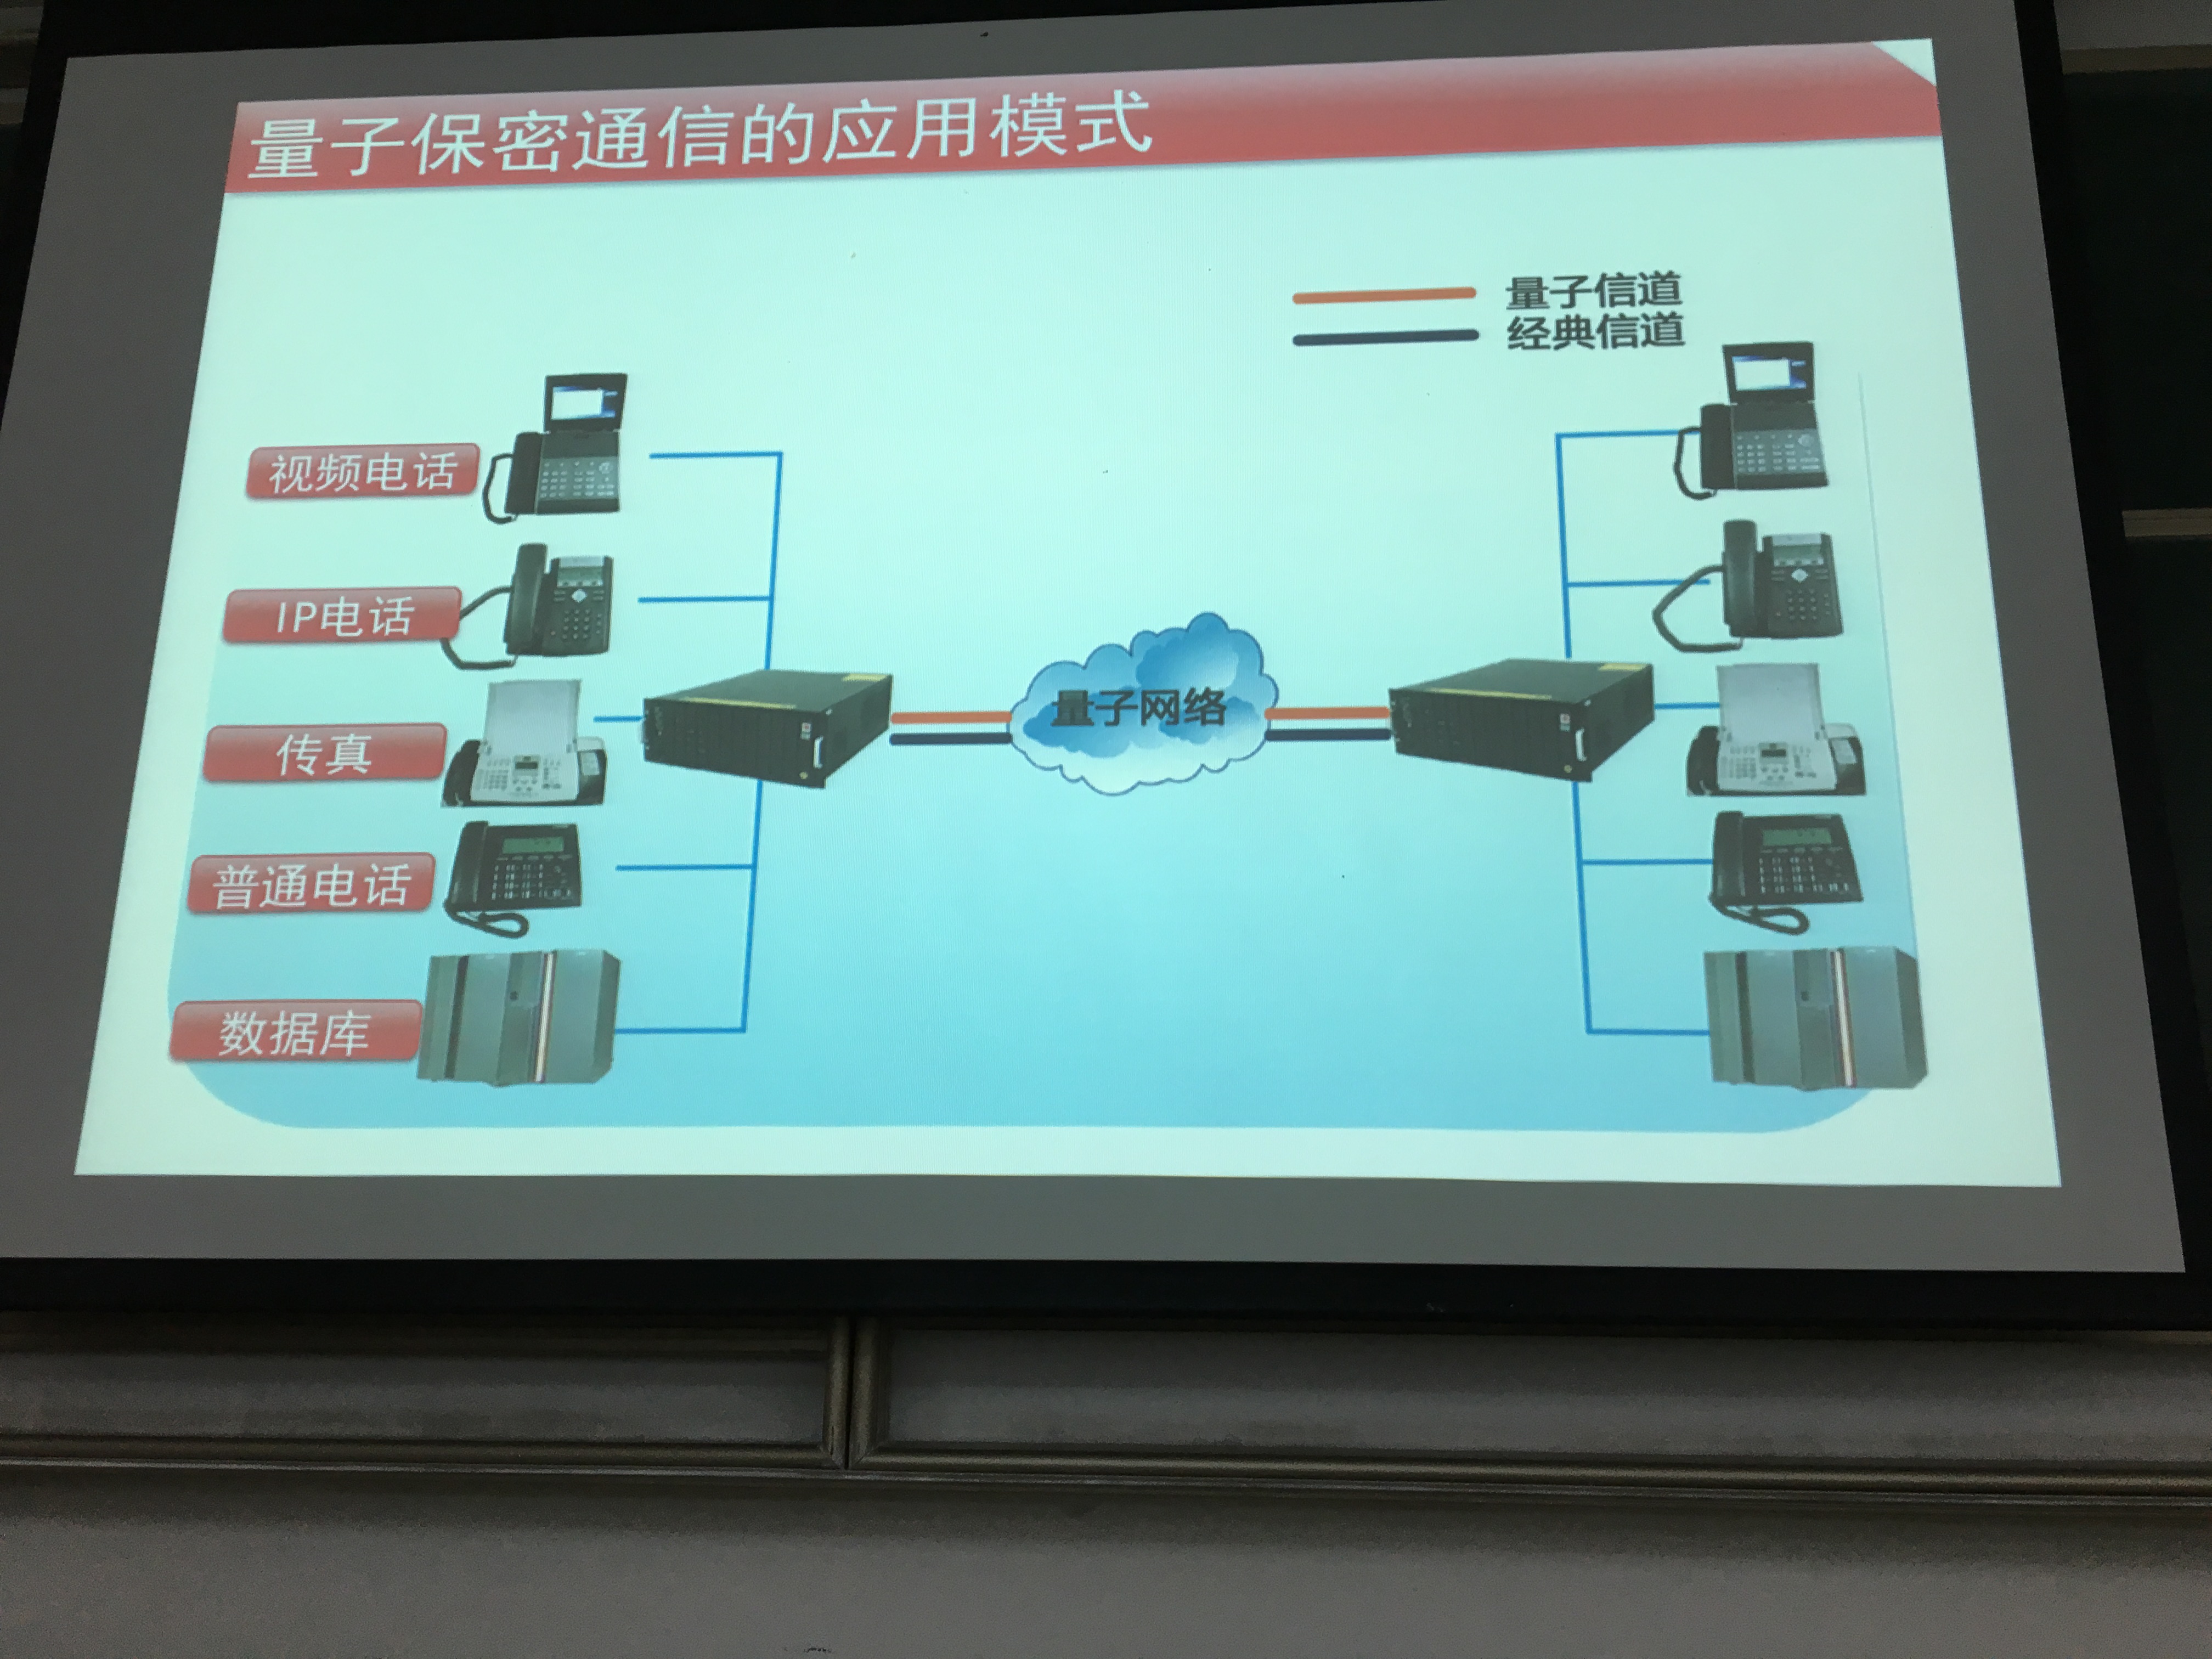 量子保密通信的应用模式
量子信道
经典信道
视频电话
IP电话
传真
普通电话
数据库
量子网络